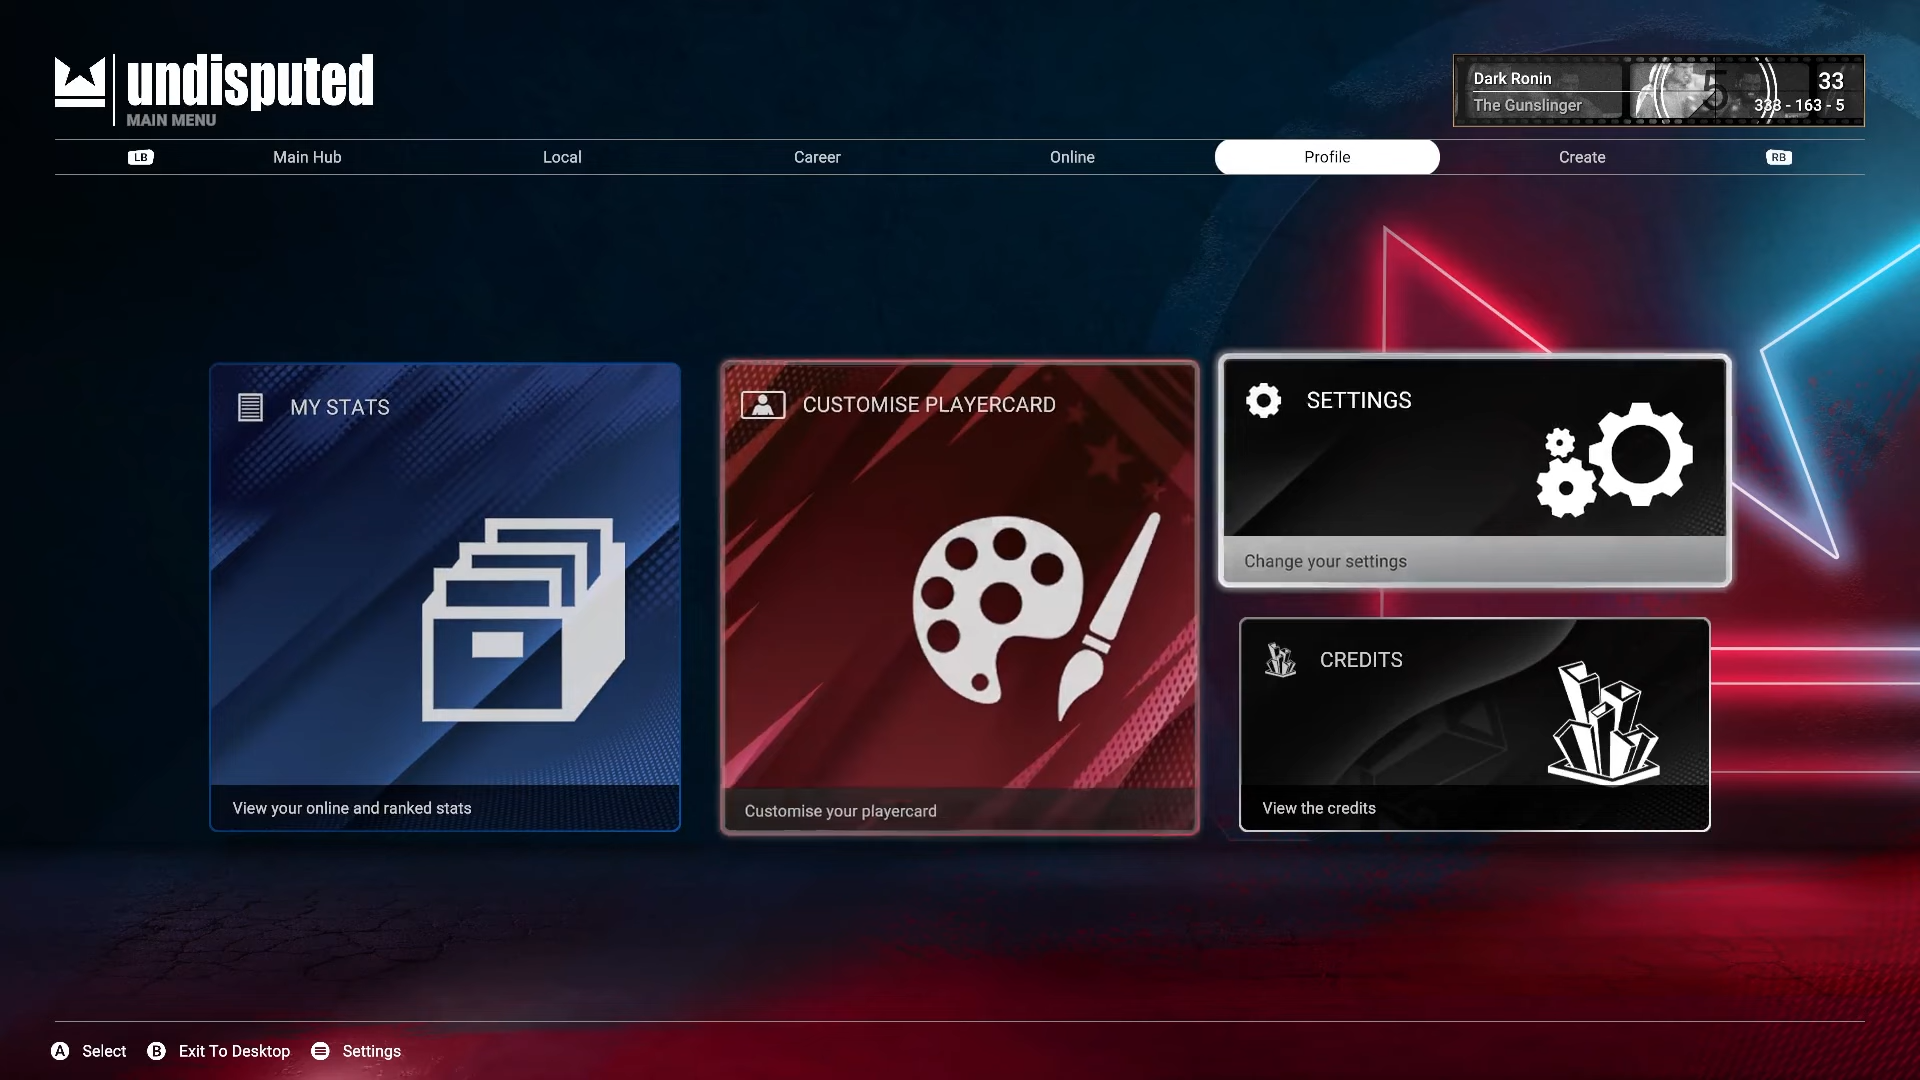 undisputed
MAIN MENU
Dark Ronin
The Gunslinger
5
33
333 - 163 - 5
LB
Main Hub
Local
Career
Online
Profile
Create
RB
MY STATS
View your online and ranked stats
CUSTOMISE PLAYERCARD
Customise your playercard
SETTINGS
Change your settings
CREDITS
View the credits
A Select
B Exit To Desktop
Settings